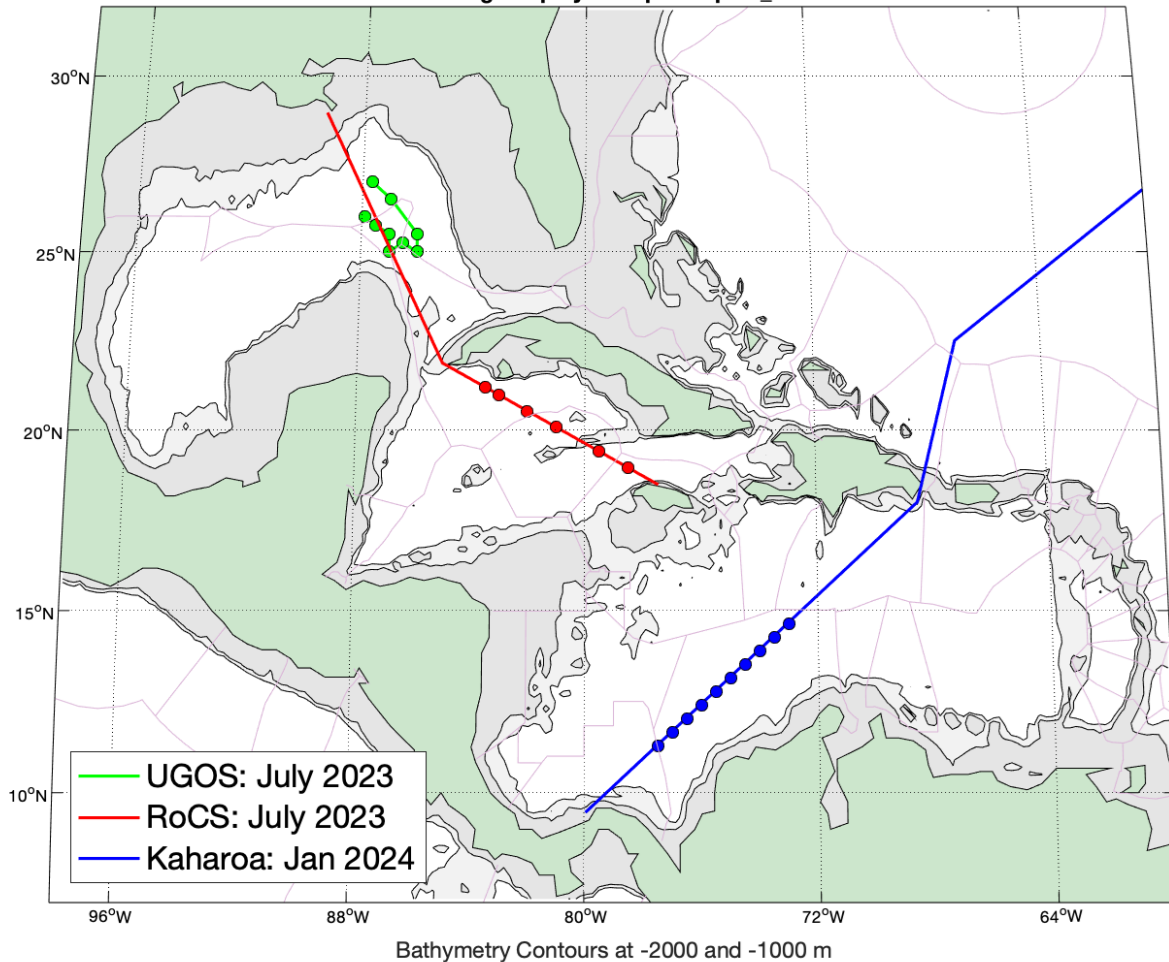 30°N
25°N
20°N
15°N
10°N
UGOS: July 2023
RoCS: July 2023
Kaharoa: Jan 2024
96°W 88°W 80°W 72°W 64°W
Bathymetry Contours at -2000 and -1000 m